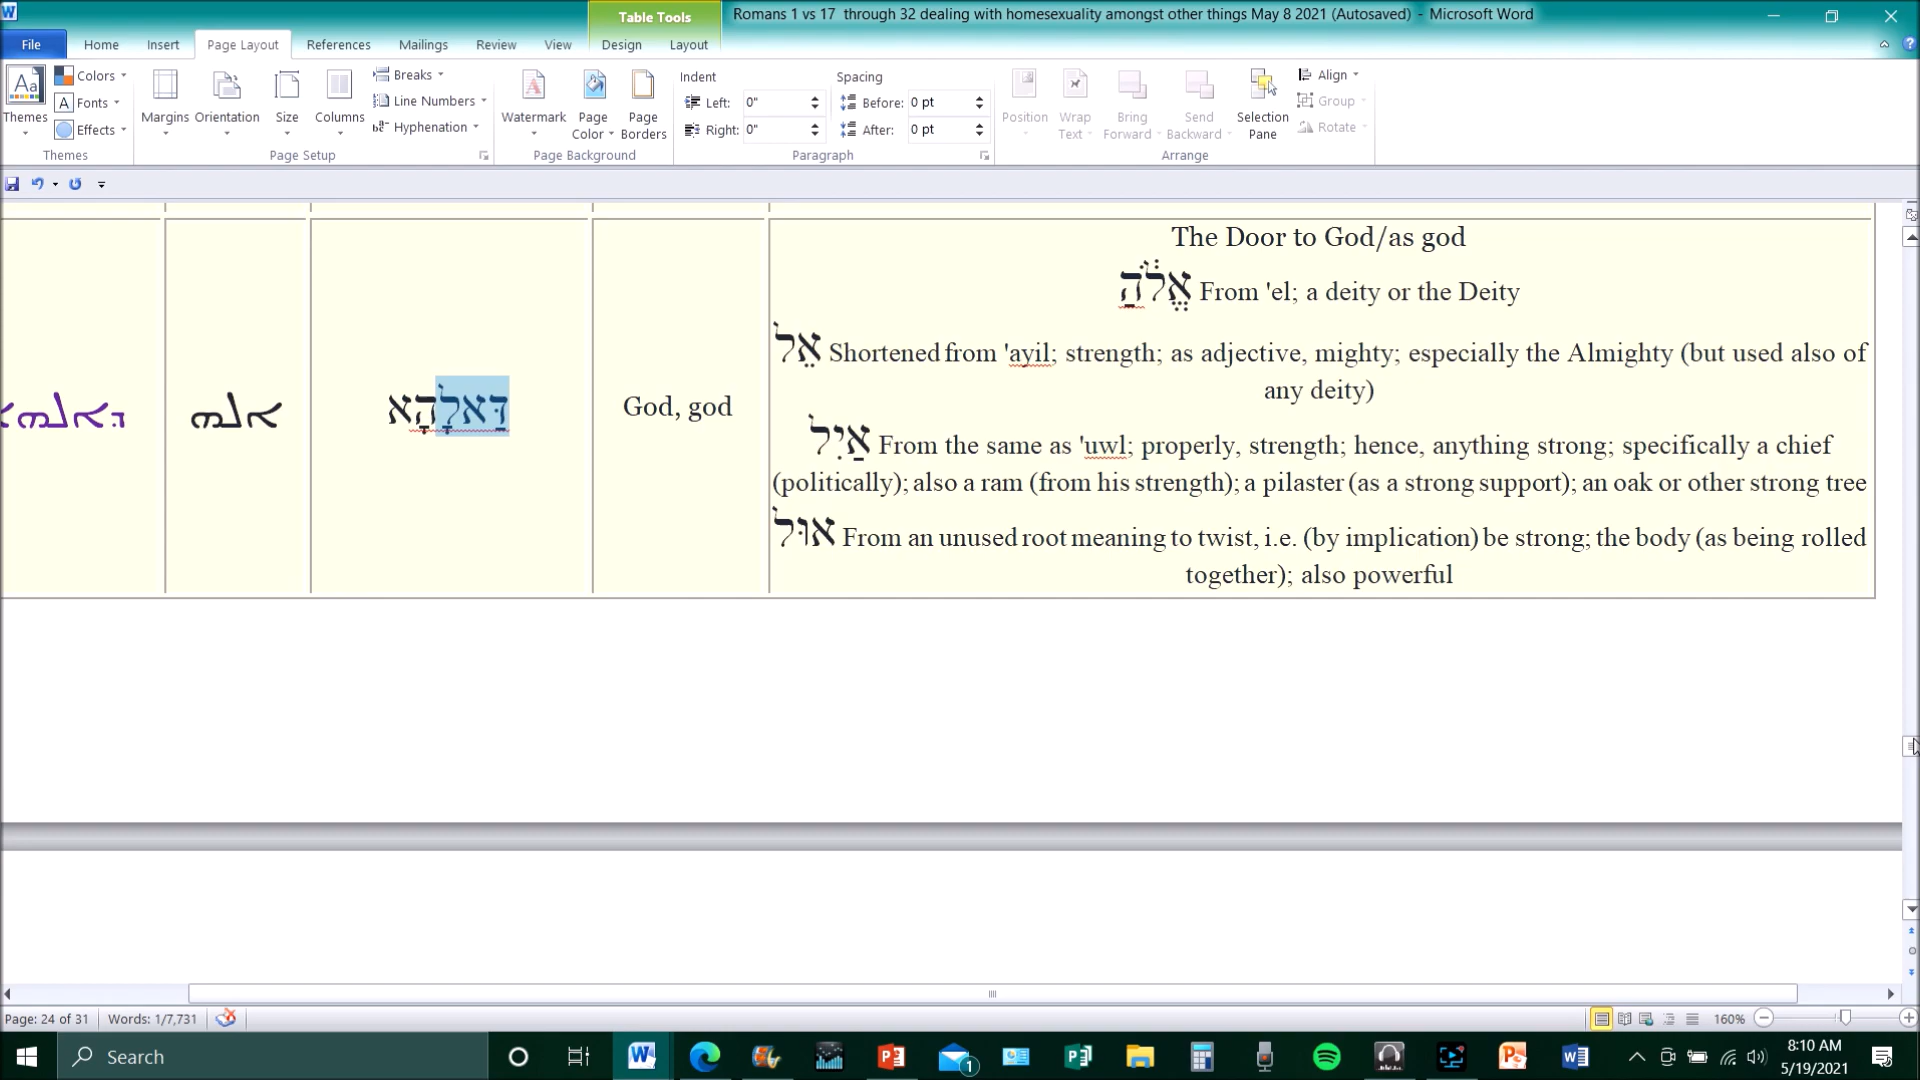 Table Tools
Romans 1 vs 17 through 32 dealing with homesexuality amongst other things May 8 2021 (Autosaved) - Microsoft Word
File Home Insert Page Layout References Mailings Review View Design Layout
Themes
Colors
Fonts
Effects
Themes
Margins Orientation Size Columns
Breaks
Line Numbers
Hyphenation
Page Setup
Watermark Page Color Page Borders
Page Background
Indent
Left: 0"
Right: 0"
Spacing
Before: 0 pt
After: 0 pt
Paragraph
Position Wrap Text Bring Forward Send Backward Selection Pane
Align
Group
Rotate
Arrange
ܐܠܗ
דַּאלָהָא
God, god
The Door to God/as god
From 'el; a deity or the Deity
אֵל Shortened from 'ayil; strength; as adjective, mighty; especially the Almighty (but used also of
any deity)
אַיִל From the same as 'uwl; properly, strength; hence, anything strong; specifically a chief
(politically); also a ram (from his strength); a pilaster (as a strong support); an oak or other strong tree
אוּל From an unused root meaning to twist, i.e. (by implication) be strong; the body (as being rolled
together); also powerful
Page: 24 of 31 Words: 1/7,731 160%
Search
1
8:10 AM
5/19/2021